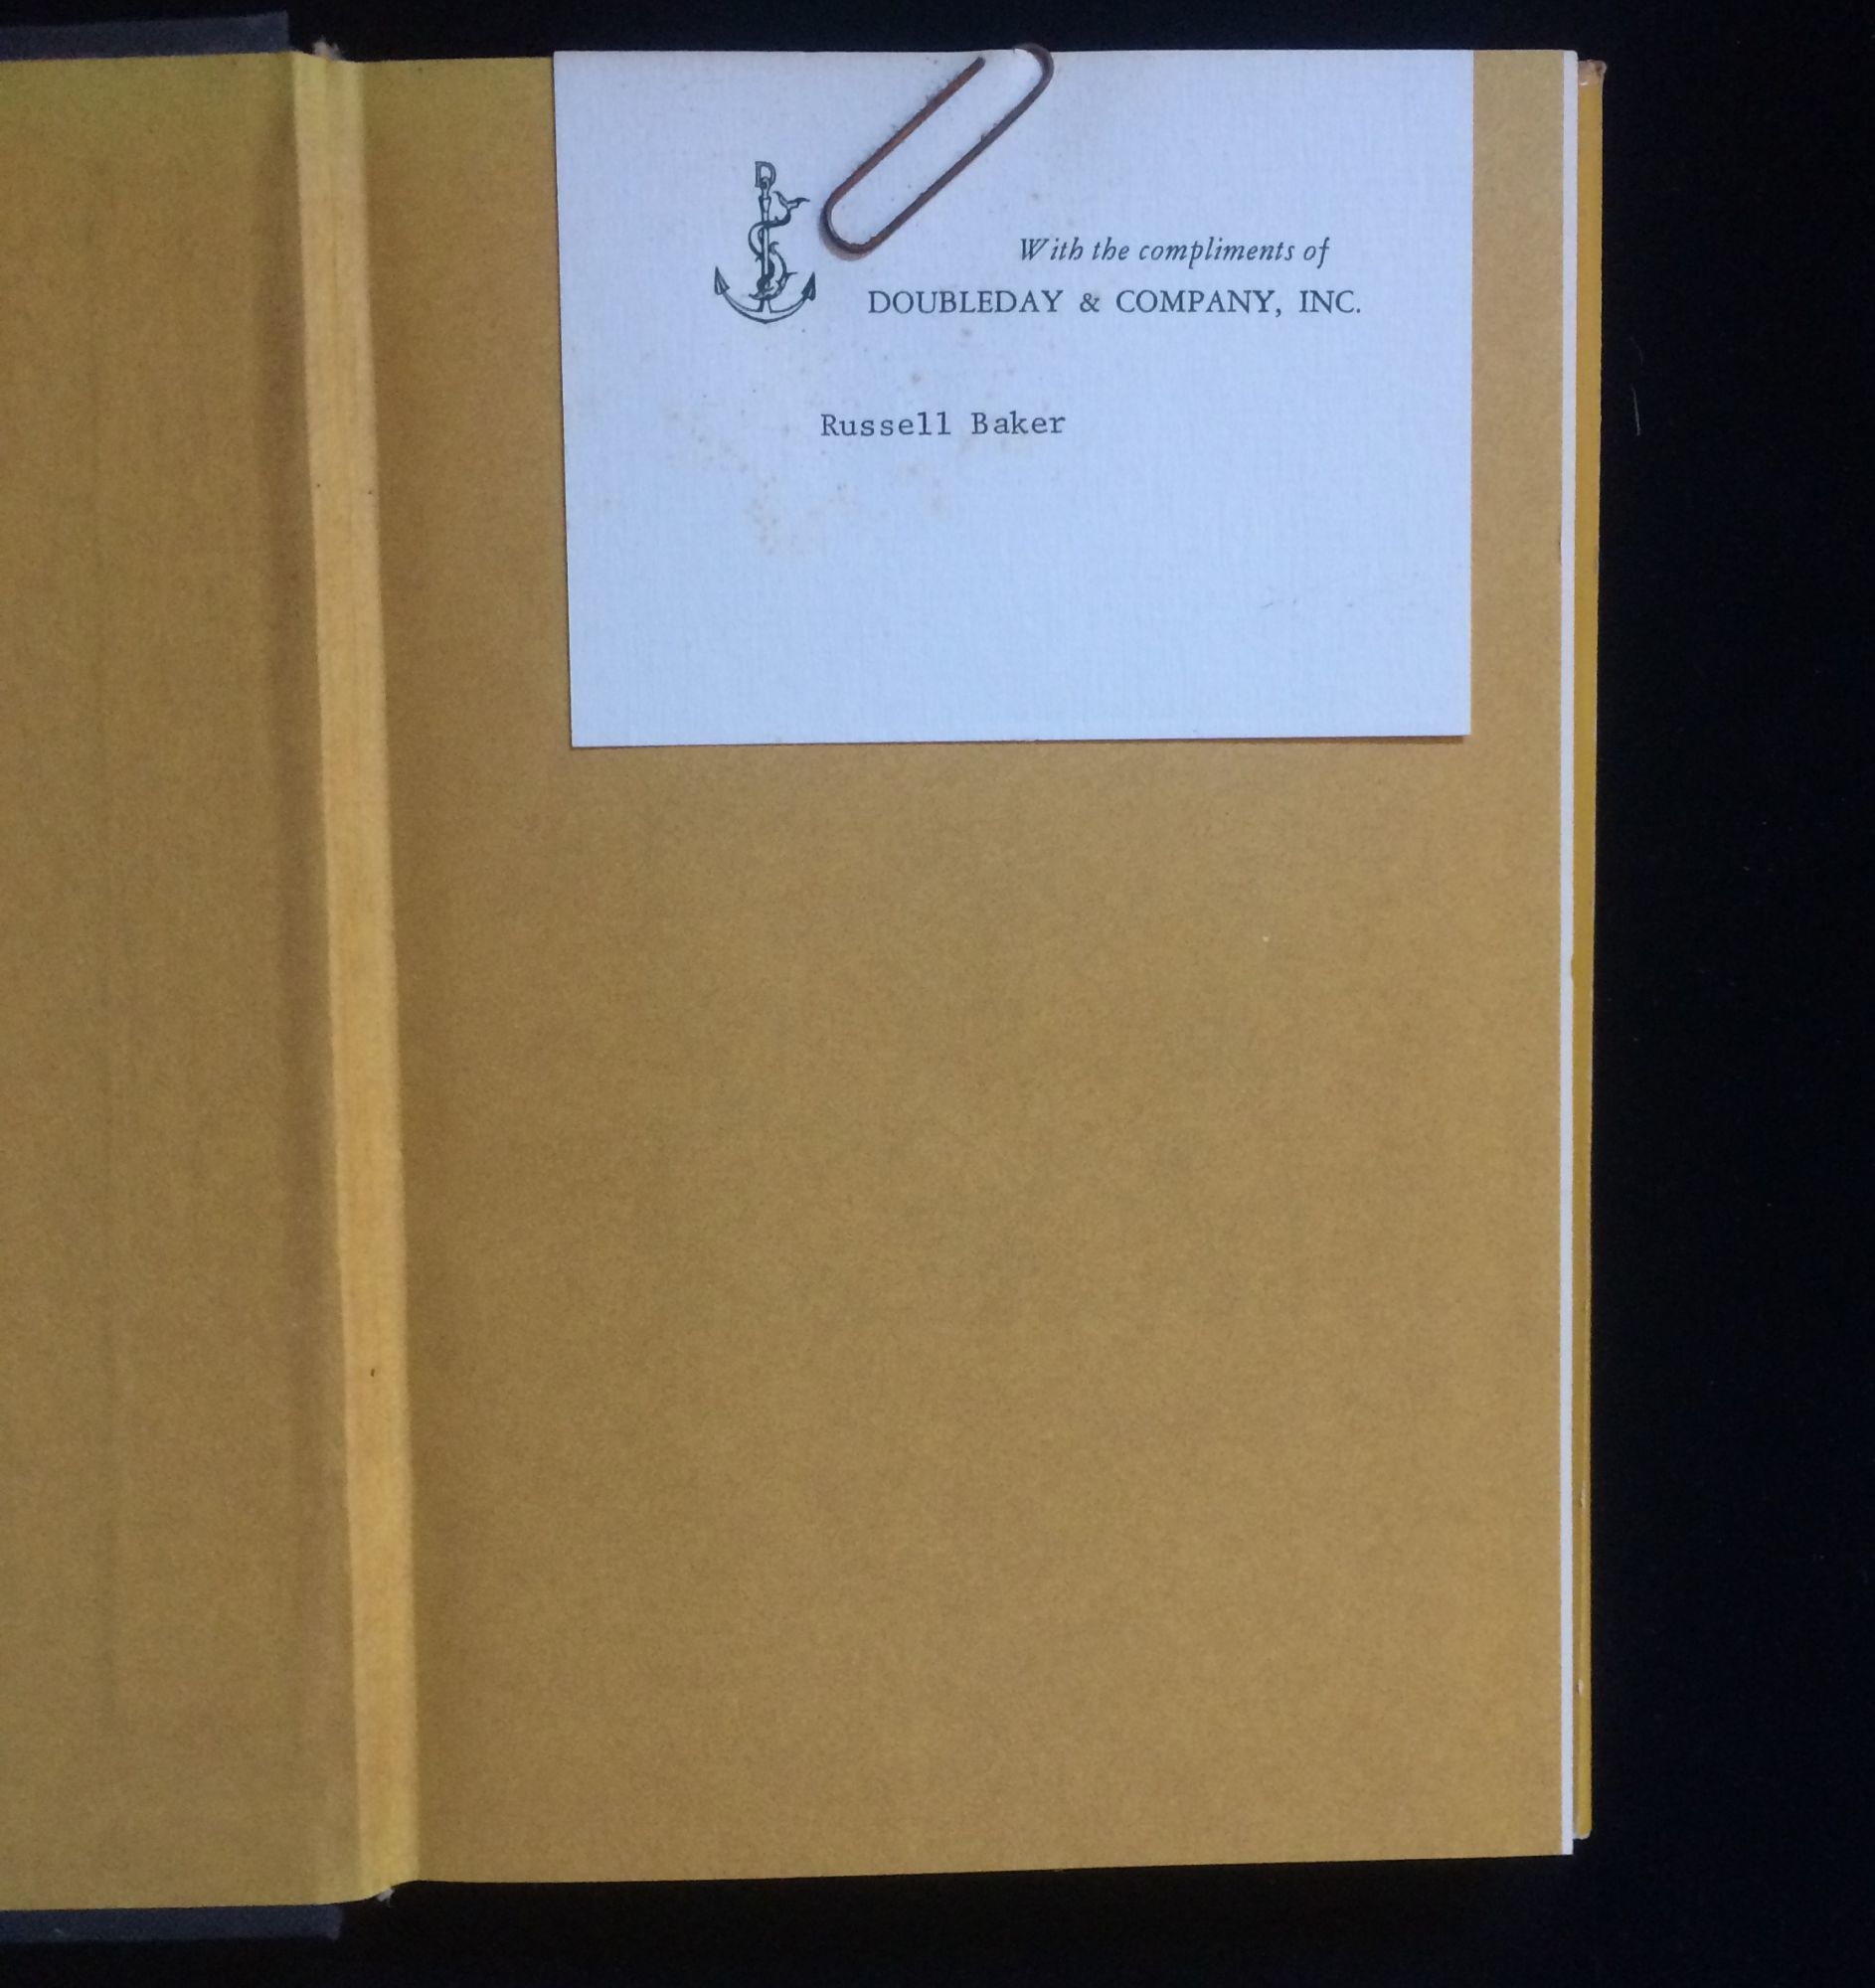 D
With the compliments of
DOUBLEDAY & COMPANY, INC.
Russell Baker